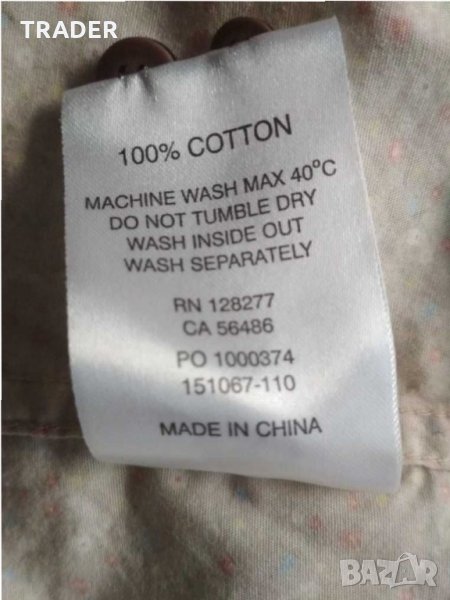 TRADER
100% COTTON
MACHINE WASH MAX 40°C
DO NOT TUMBLE DRY
WASH INSIDE OUT
WASH SEPARATELY
RN 128277
CA 56486
PO 1000374
151067-110
MADE IN CHINA
BAZAR